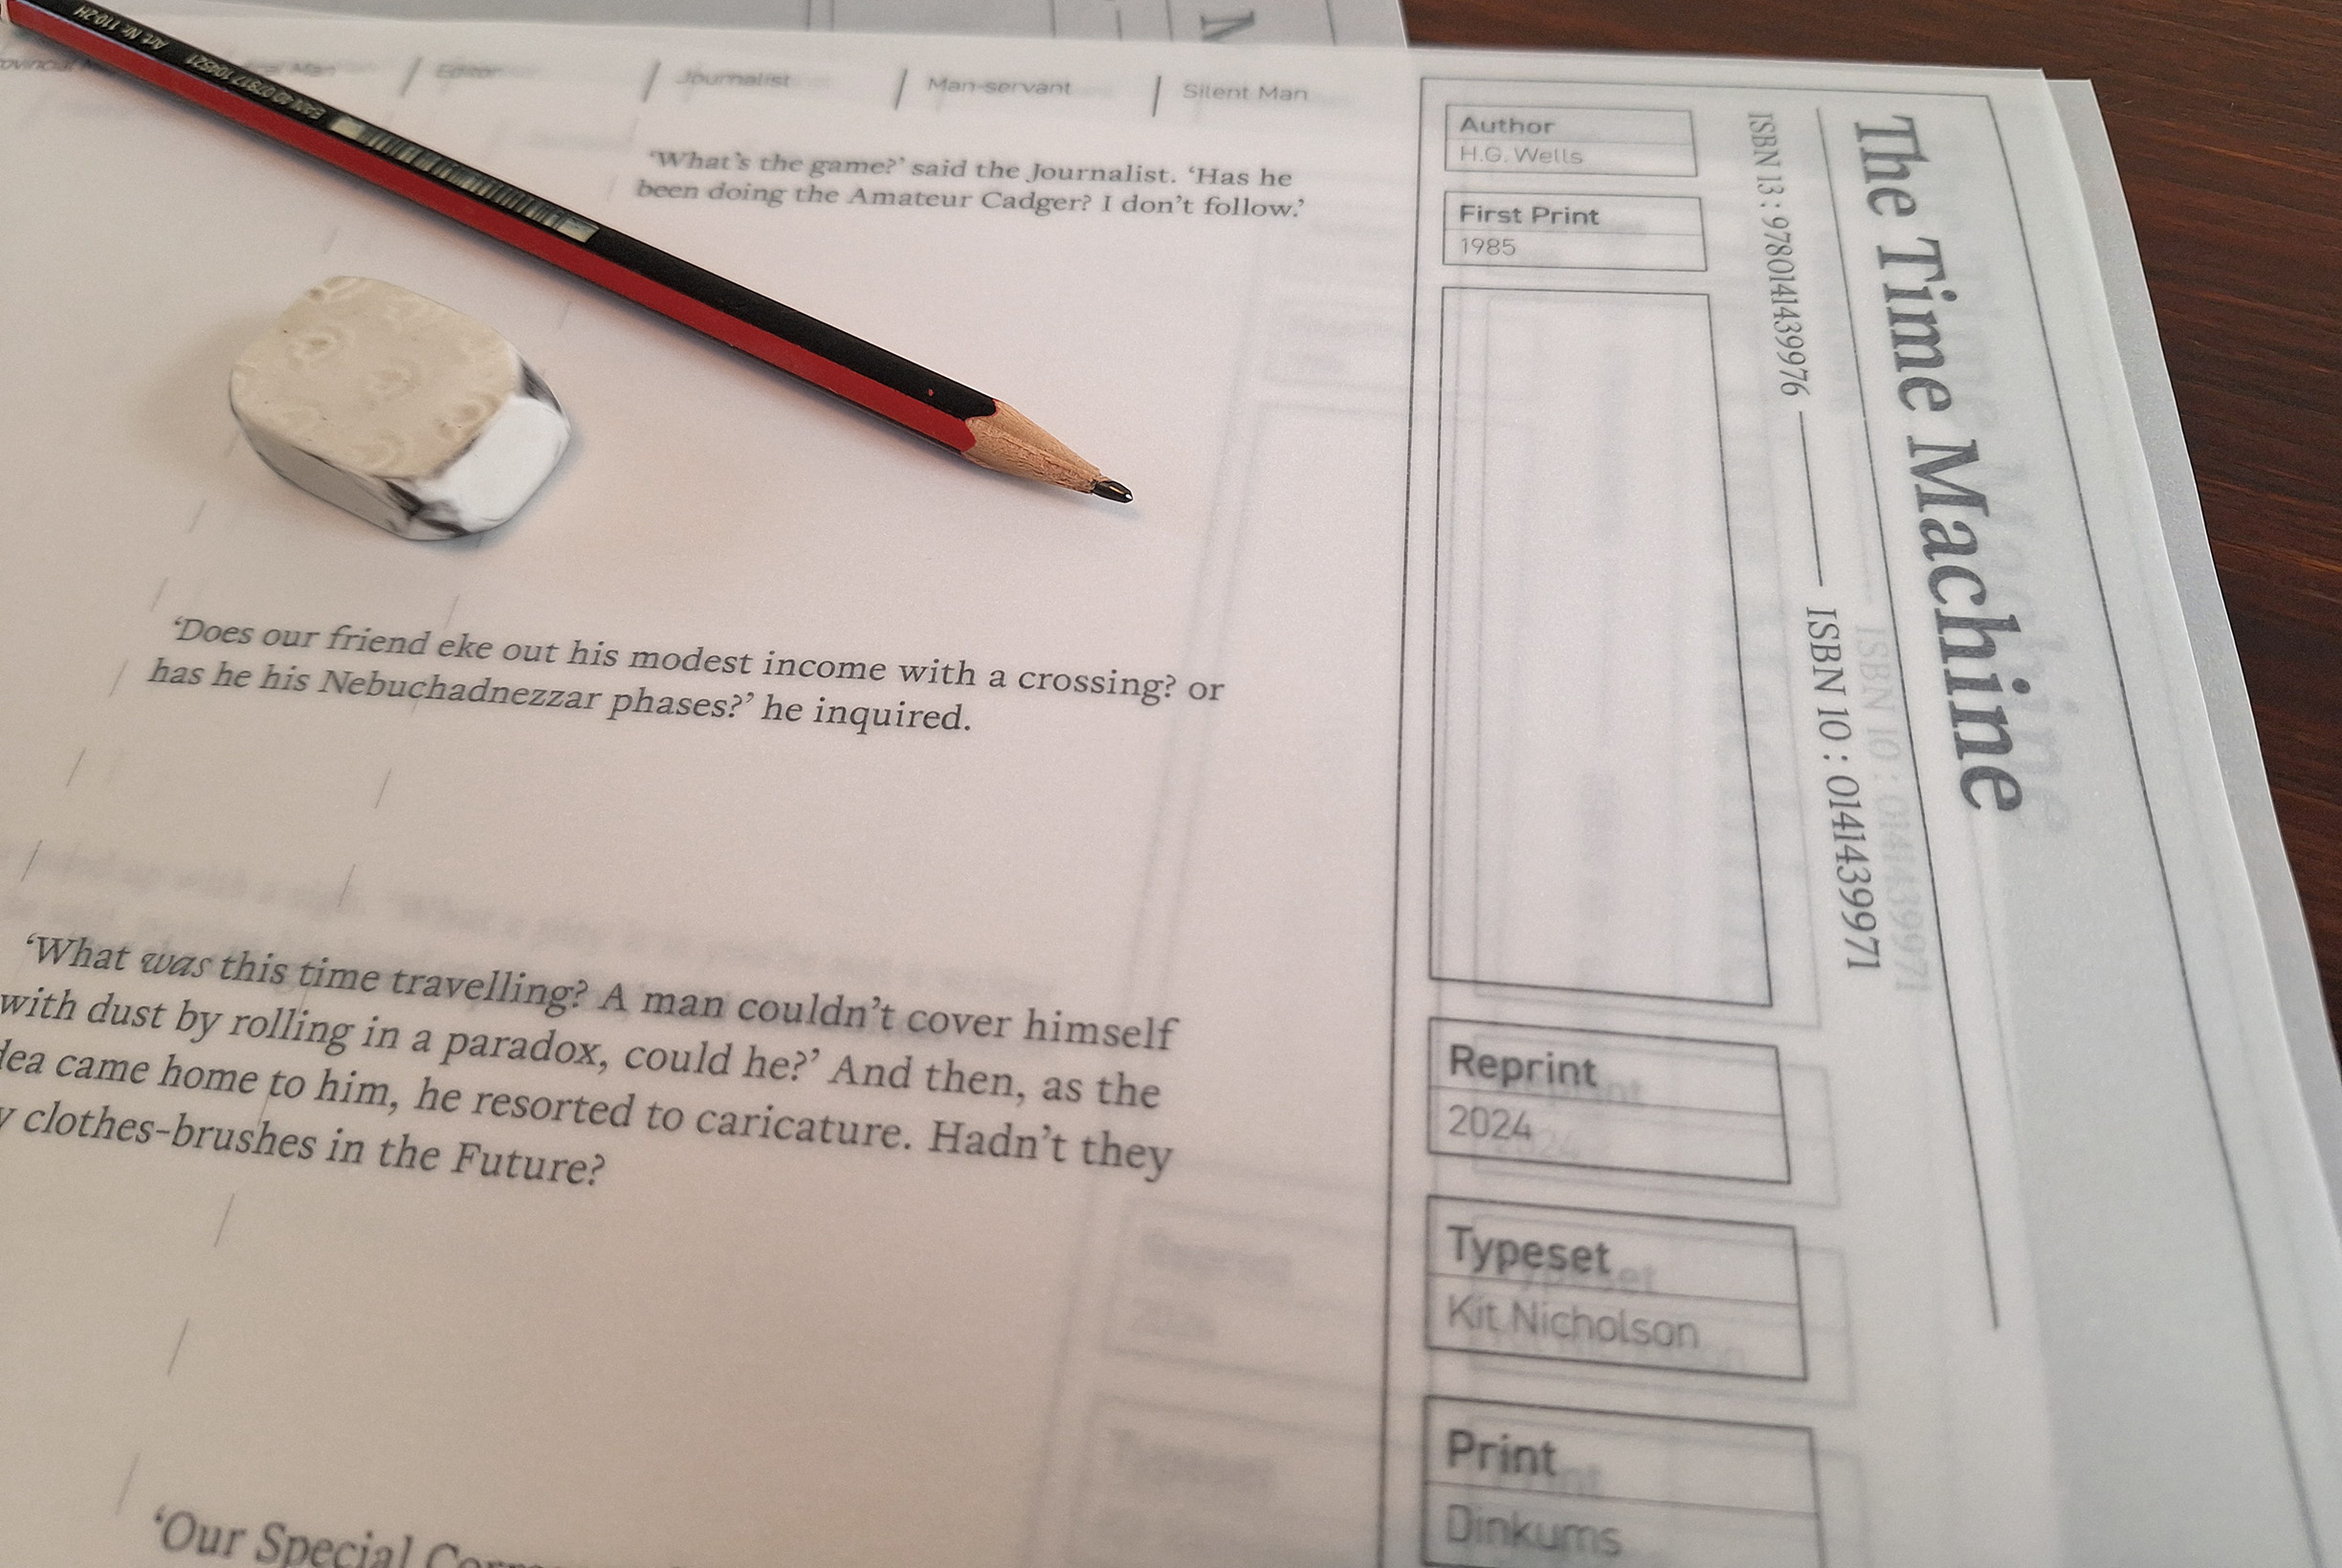 Art. Nr. 110-2H
Editor
Journalist
Man-servant
Silent Man
‘What’s the game?’ said the Journalist. ‘Has he
been doing the Amateur Cadger? I don’t follow.’
‘Does our friend eke out his modest income with a crossing? or
has he his Nebuchadnezzar phases?’ he inquired.
‘What was this time travelling? A man couldn’t cover himself
with dust by rolling in a paradox, could he?’ And then, as the
came home to him, he resorted to caricature. Hadn’t they
clothes-brushes in the Future?
‘Our Special
Author
H.G. Wells
First Print
1985
Reprint
2024
Typeset
Kit Nicholson
Print
Dinkums
ISBN 13 : 9780141439976
ISBN 10 : 0141439971
The Time Machine